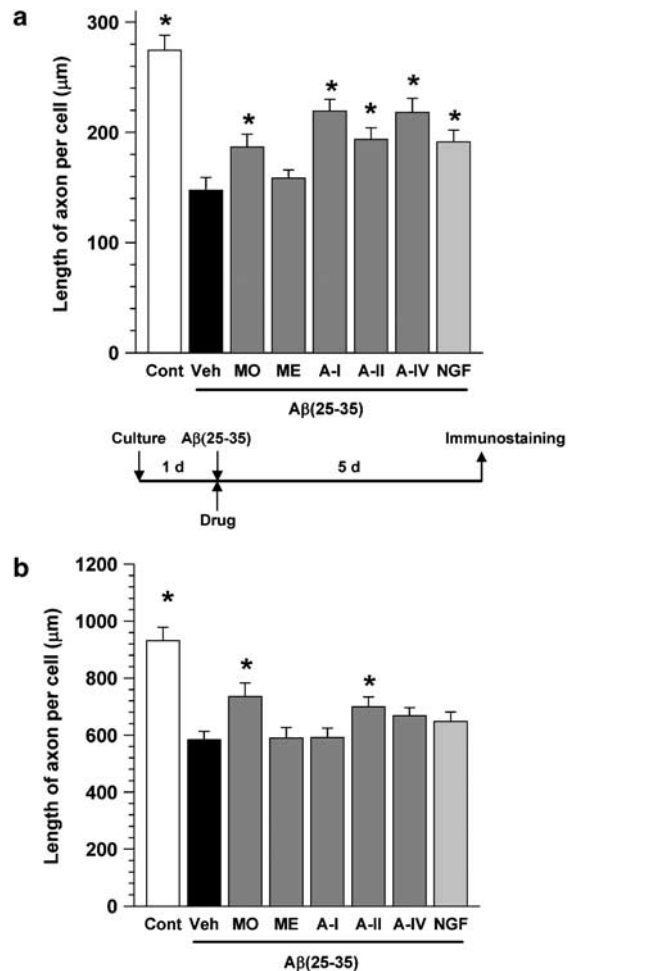 a
Length of axon per cell (µm)
300
200
100
0
* * * * * *
Cont Veh MO ME A-I A-II A-IV NGF
Aβ(25-35)
Culture Aβ(25-35) Immunostaining
1 d 5 d
Drug
b
Length of axon per cell (µm)
1200
1000
800
600
400
200
0
* * *
Cont Veh MO ME A-I A-II A-IV NGF
Aβ(25-35)